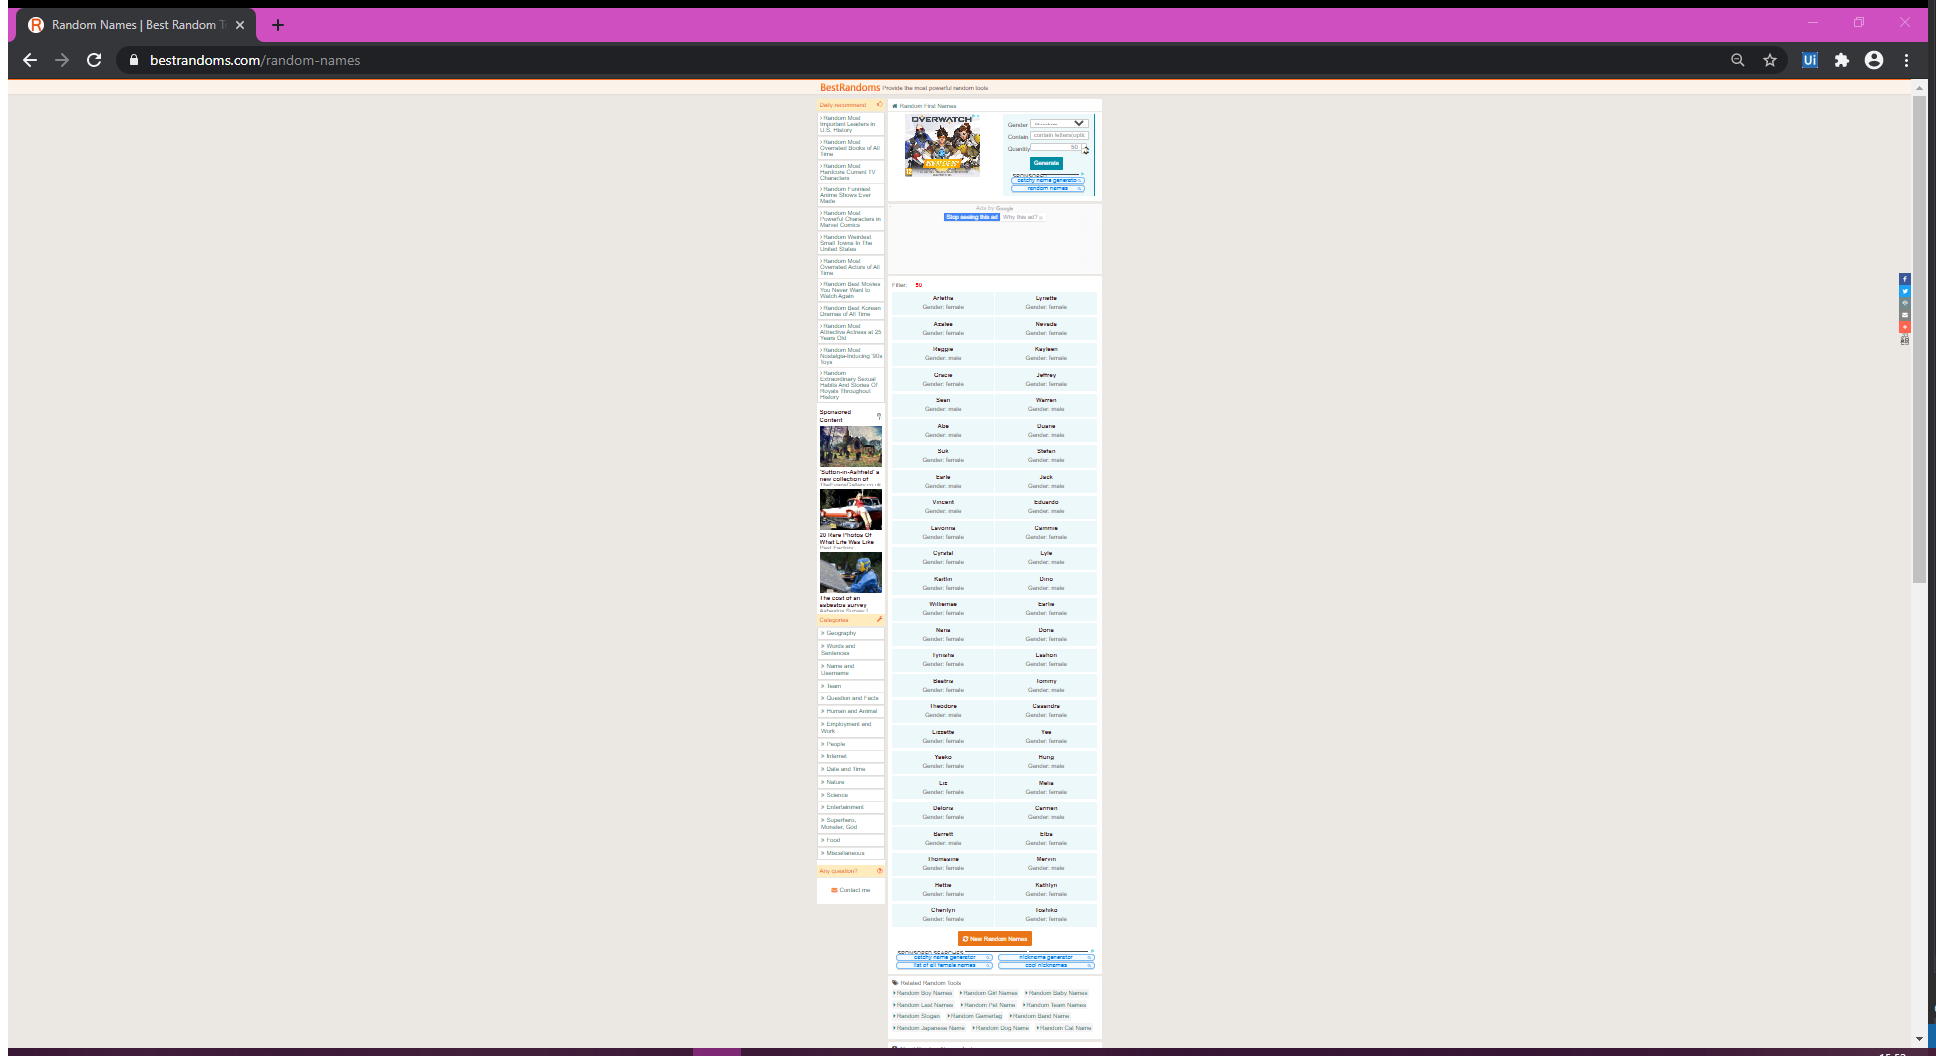 Random Names | Best Random T
bestrandoms.com/random-names
Ui
BestRandoms Provide the most powerful random tools
Daily recommend
Random Most
Important Leaders in
U.S. History
Random Most
Overrated Books of All
Time
Random Most
Hardcore Current TV
Characters
Random Funniest
Anime Shows Ever
Made
Random Most
Powerful Characters in
Marvel Comics
Random Weirdest
Small Towns In The
United States
Random Most
Overrated Actors of All
Time
Random Best Movies
You Never Want to
Watch Again
Random Best Korean
Dramas of All Time
Random Most
Attractive Actress at 25
Years Old
Random Most
Nostalgia-Inducing '90s
Toys
Random
Extraordinary Sexual
Habits And Stories Of
Royals Throughout
History
Sponsored
Content
'Sutton-in-Ashfield' a
new collection of
20 Rare Photos Of
What Life Was Like
The cost of an
asbestos survey
Categories
» Geography
» Words and
Sentences
» Name and
Username
» Team
» Question and Facts
» Human and Animal
» Employment and
Work
» People
» Internet
» Date and Time
» Nature
» Science
» Entertainment
» Superhero,
Monster, God
» Food
» Miscellaneous
Any question?
Contact me
Random First Names
OVERWATCH
Gender
Contain contain letters(opti
Quantity 50
Generate
catchy name generato
random names
Ads by Google
Stop seeing this ad Why this ad?
Filter: 50
Arletha Lynette
Gender: female Gender: female
Azalee Nevada
Gender: female Gender: female
Reggie Kayleen
Gender: male Gender: female
Gracie Jeffrey
Gender: female Gender: female
Sean Warren
Gender: male Gender: male
Abe Duane
Gender: male Gender: male
Suk Stefan
Gender: female Gender: male
Earle Jack
Gender: male Gender: male
Vincent Eduardo
Gender: male Gender: male
Lavonna Cammie
Gender: female Gender: female
Crystal Lyle
Gender: female Gender: male
Kaitlin Dino
Gender: female Gender: male
Williemae Earlie
Gender: female Gender: female
Nana Doria
Gender: female Gender: female
Tynisha Lashon
Gender: female Gender: female
Beatris Tommy
Gender: female Gender: male
Theodore Casandra
Gender: male Gender: female
Lizzette Yee
Gender: female Gender: female
Yaeko Hung
Gender: female Gender: male
Liz Melia
Gender: female Gender: female
Deloris Carmen
Gender: female Gender: male
Barrett Elba
Gender: male Gender: female
Thomasine Mervin
Gender: female Gender: male
Hettie Kathlyn
Gender: female Gender: female
Cherilyn Toshiko
Gender: female Gender: female
New Random Names
SPONSORED SEARCHES
catchy name generator nickname generator
list of all female names cool nicknames
Related Random Tools
Random Boy Names Random Girl Names Random Baby Names
Random Last Names Random Pet Name Random Team Names
Random Slogan Random Gamertag Random Band Name
Random Japanese Name Random Dog Name Random Cat Name